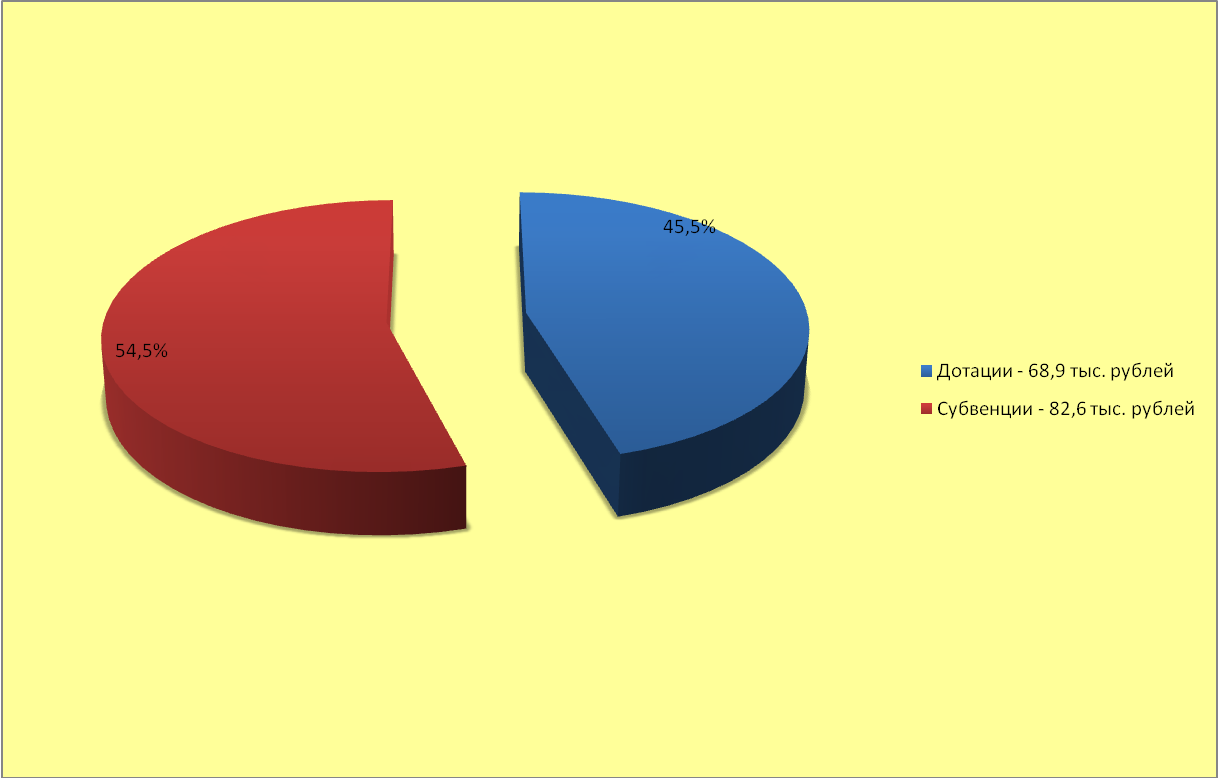 45,5%
54,5%
Дотации - 68,9 тыс. рублей
Субвенции - 82,6 тыс. рублей